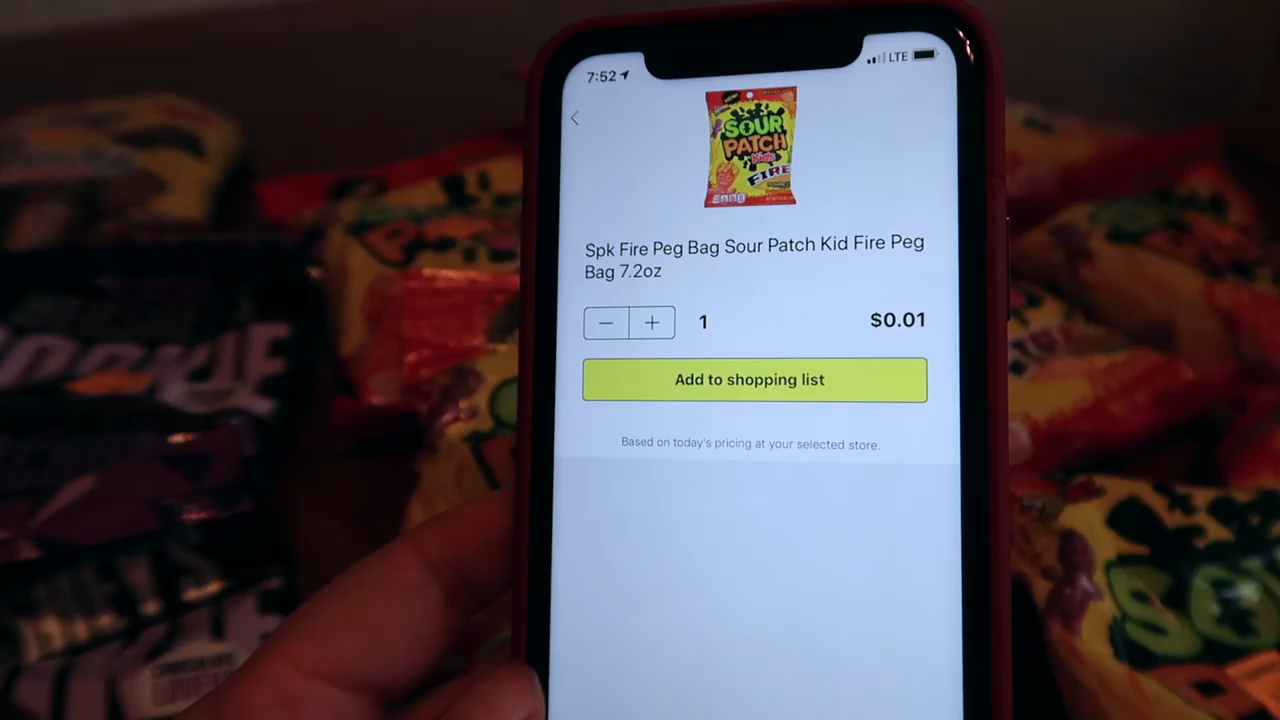 7:52
LTE
SOUR
PATCH
Kids
FIRE
Spk Fire Peg Bag Sour Patch Kid Fire Peg
Bag 7.2oz
1
$0.01
Add to shopping list
Based on today's pricing at your selected store.